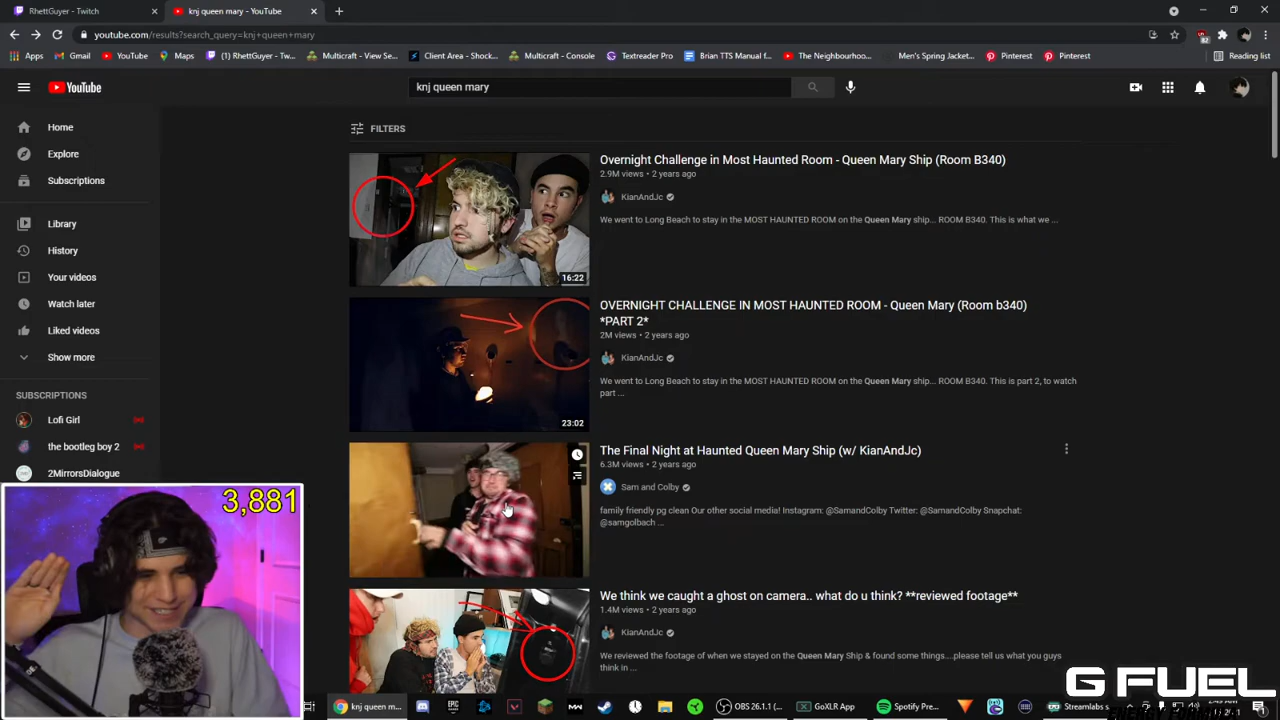 RhettGuyer - Twitch
knj queen mary - YouTube
youtube.com/results?search_query=knj+queen+mary
Apps
Gmail
YouTube
Maps
(1) RhettGuyer - Twi...
Multicraft - View Se...
Client Area - Shock...
Multicraft - Console
Textreader Pro
Brian TTS Manual f...
The Neighbourhoo...
Men's Spring Jacket...
Pinterest
Pinterest
Reading list
YouTube
knj queen mary
Home
Explore
Subscriptions
Library
History
Your videos
Watch later
Liked videos
Show more
SUBSCRIPTIONS
Lofi Girl
the bootleg boy 2
2MirrorsDialogue
3,881
FILTERS
16:22
Overnight Challenge in Most Haunted Room - Queen Mary Ship (Room B340)
2.9M views • 2 years ago
KianAndJc
We went to Long Beach to stay in the MOST HAUNTED ROOM on the Queen Mary ship... ROOM B340. This is what we ...
23:02
OVERNIGHT CHALLENGE IN MOST HAUNTED ROOM - Queen Mary (Room b340)
*PART 2*
2M views • 2 years ago
KianAndJc
We went to Long Beach to stay in the MOST HAUNTED ROOM on the Queen Mary ship... ROOM B340. This is part 2, to watch
part ...
The Final Night at Haunted Queen Mary Ship (w/ KianAndJc)
6.3M views • 2 years ago
Sam and Colby
family friendly pg clean Our other social media! Instagram: @SamandColby Twitter: @SamandColby Snapchat:
@samgolbach ...
We think we caught a ghost on camera.. what do u think? **reviewed footage**
1.4M views • 2 years ago
KianAndJc
We reviewed the footage of when we stayed on the Queen Mary Ship & found some things....please tell us what you guys
think in ...
G FUEL
knj queen m...
EPIC
OBS 26.1.1 (...
GoXLR App
Spotify Pre...
Streamlabs